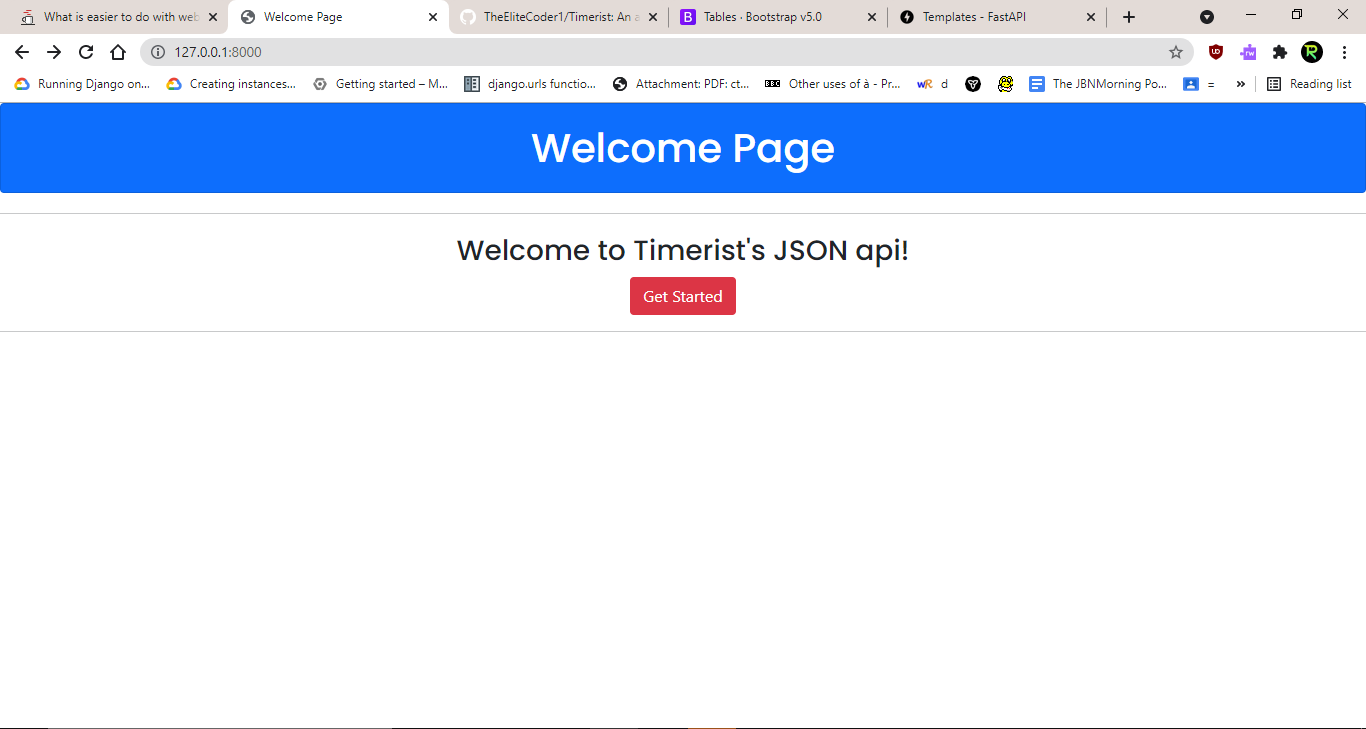 What is easier to do with web
Welcome Page
TheEliteCoder1/Timerist: An a
Tables · Bootstrap v5.0
Templates - FastAPI
127.0.0.1:8000
Running Django on...
Creating instances...
Getting started – M...
django.urls functio...
Attachment: PDF: ct...
BBC
Other uses of à - Pr...
wR
d
The JBNMorning Po...
=
»
Reading list
Welcome Page
Welcome to Timerist's JSON api!
Get Started